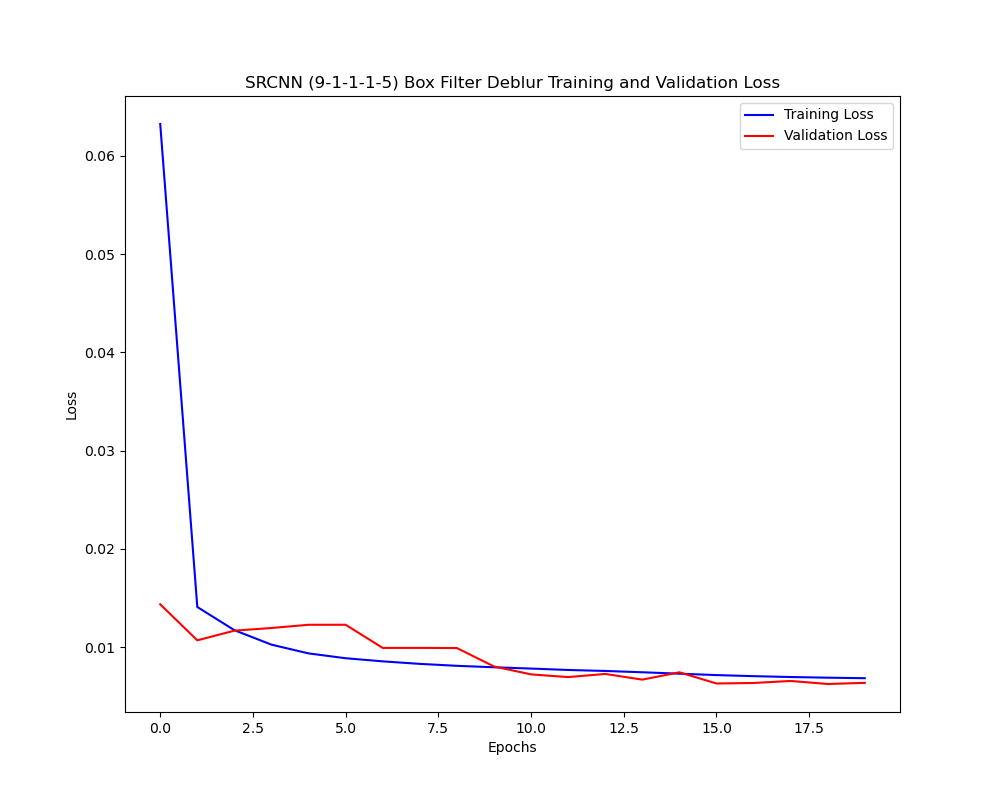 SRCNN (9-1-1-1-5) Box Filter Deblur Training and Validation Loss
Training Loss
Validation Loss
0.06
0.05
0.04
0.03
0.02
0.01
Loss
0.0 2.5 5.0 7.5 10.0 12.5 15.0 17.5
Epochs